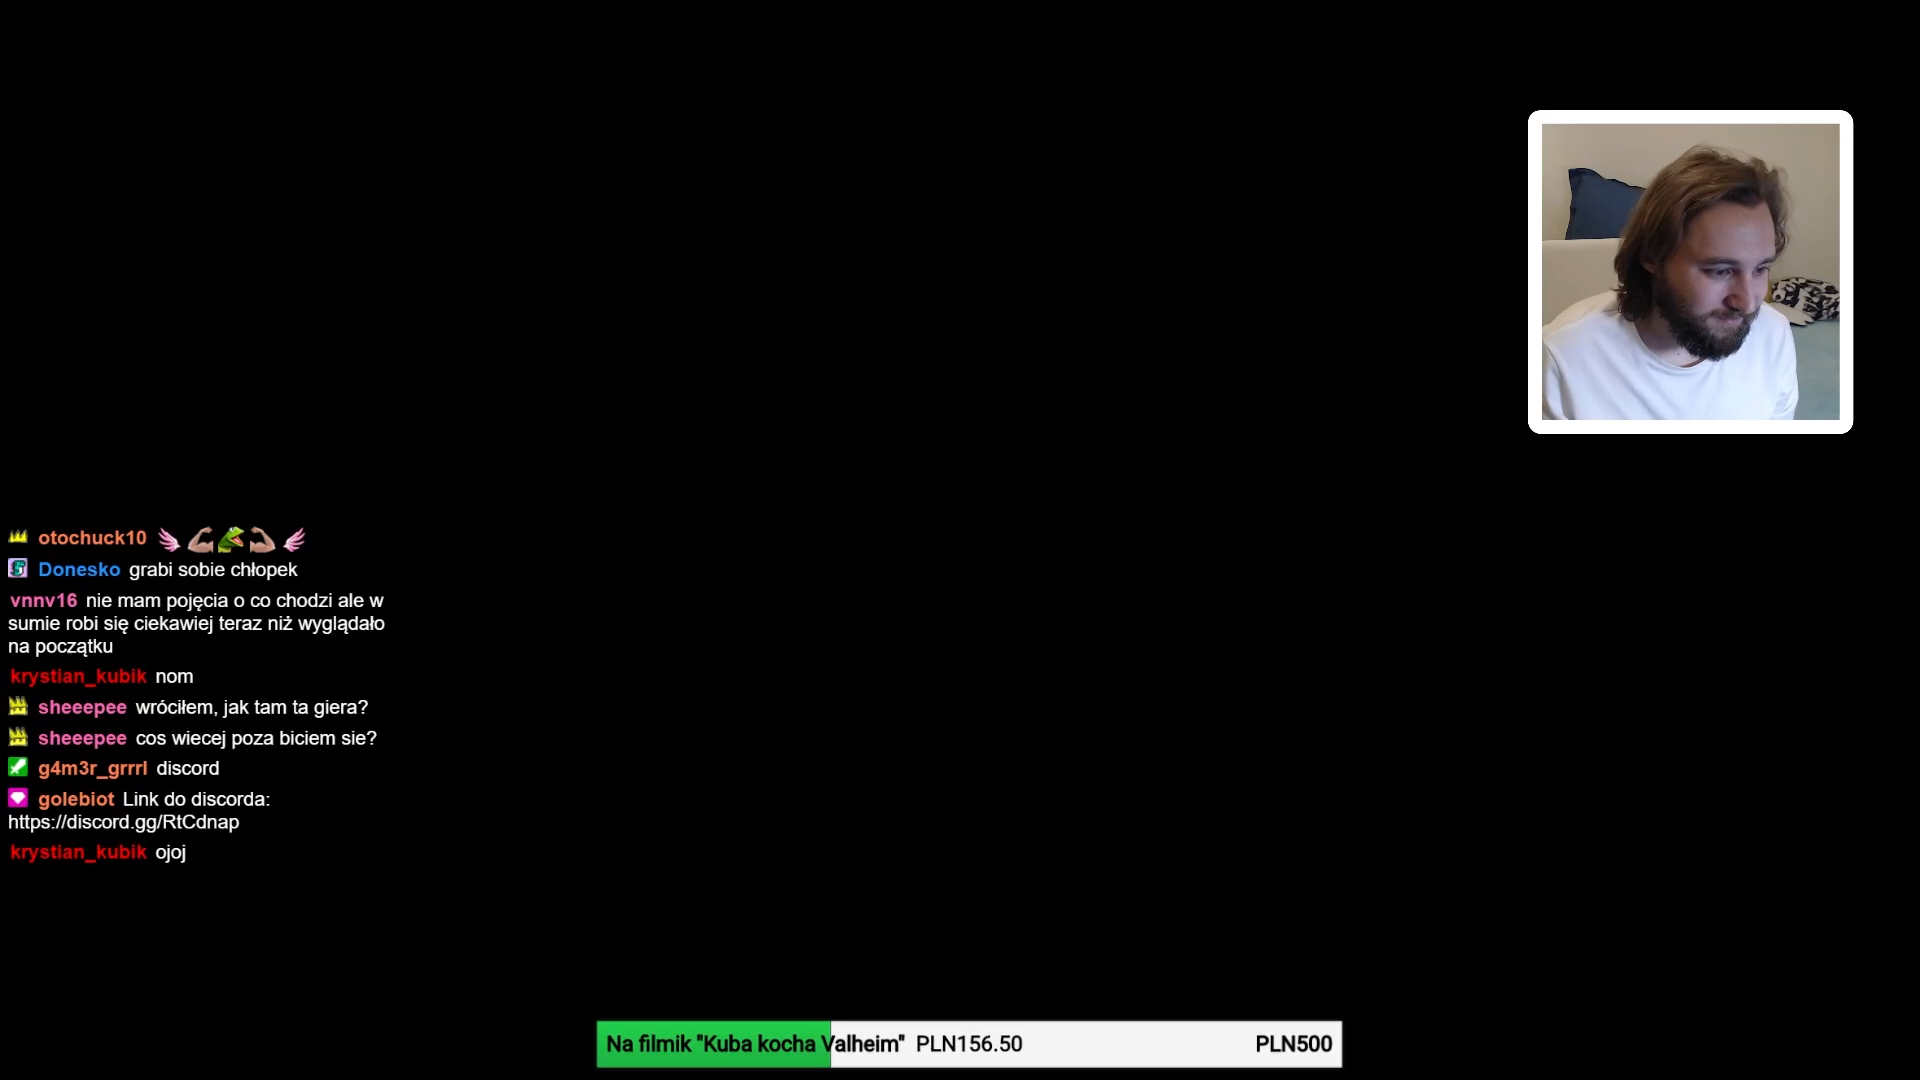 otochuck10
Donesko grabi sobie chłopek
vnnv16 nie mam pojęcia o co chodzi ale w
sumie robi się ciekawiej teraz niż wyglądało
na początku
krystian_kubik nom
sheeepee wróciłem, jak tam ta giera?
sheeepee cos wiecej poza biciem sie?
g4m3r_grrrl discord
golebiot Link do discorda:
https://discord.gg/RtCdnap
krystian_kubik ojoj
Na filmik "Kuba kocha Valheim" PLN156.50 PLN500